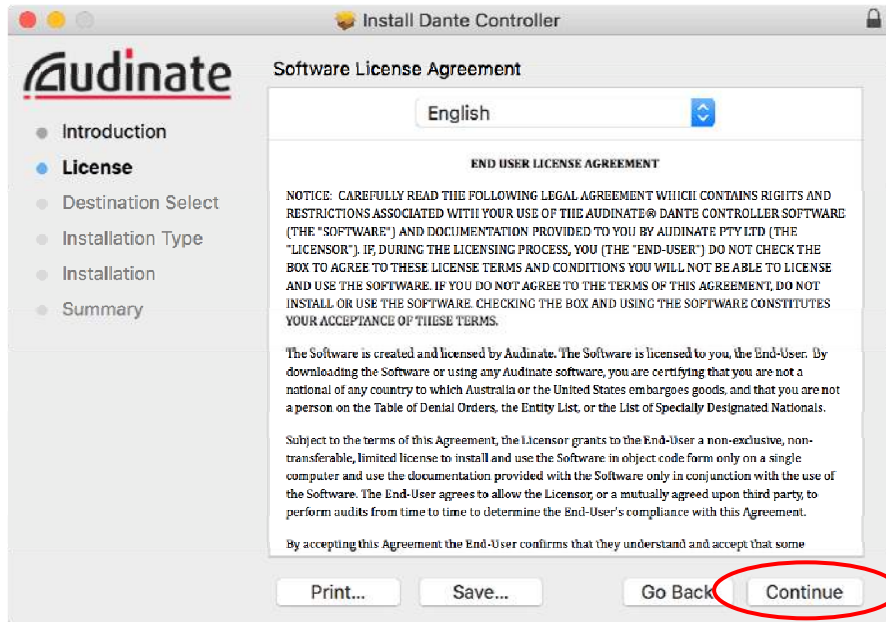 Install Dante Controller
Audinate
Introduction
License
Destination Select
Installation Type
Installation
Summary
Software License Agreement
English
END USER LICENSE AGREEMENT
NOTICE: CAREFULLY READ THE FOLLOWING LEGAL AGREEMENT WHICH CONTAINS RIGHTS AND
RESTRICTIONS ASSOCIATED WITH YOUR USE OF THE AUDINATE® DANTE CONTROLLER SOFTWARE
(THE "SOFTWARE") AND DOCUMENTATION PROVIDED TO YOU BY AUDINATE PTY LTD (THE
"LICENSOR"). IF, DURING THE LICENSING PROCESS, YOU (THE "END-USER") DO NOT CHECK THE
BOX TO AGREE TO THESE LICENSE TERMS AND CONDITIONS YOU WILL NOT BE ABLE TO LICENSE
AND USE THE SOFTWARE. IF YOU DO NOT AGREE TO THE TERMS OF THIS AGREEMENT, DO NOT
INSTALL OR USE THE SOFTWARE. CHECKING THE BOX AND USING THE SOFTWARE CONSTITUTES
YOUR ACCEPTANCE OF THESE TERMS.
The Software is created and licensed by Audinate. The Software is licensed to you, the End-User. By
downloading the Software or using any Audinate software, you are certifying that you are not a
national of any country to which Australia or the United States embargoes goods, and that you are not
a person on the Table of Denial Orders, the Entity List, or the List of Specially Designated Nationals.
Subject to the terms of this Agreement, the Licensor grants to the End-User a non-exclusive, non-
transferable, limited license to install and use the Software in object code form only on a single
computer and use the documentation provided with the Software only in conjunction with the use of
the Software. The End-User agrees to allow the Licensor, or a mutually agreed upon third party, to
perform audits from time to time to determine the End-User's compliance with this Agreement.
By accepting this Agreement the End-User confirms that they understand and accept that some
Print...
Save...
Go Back
Continue